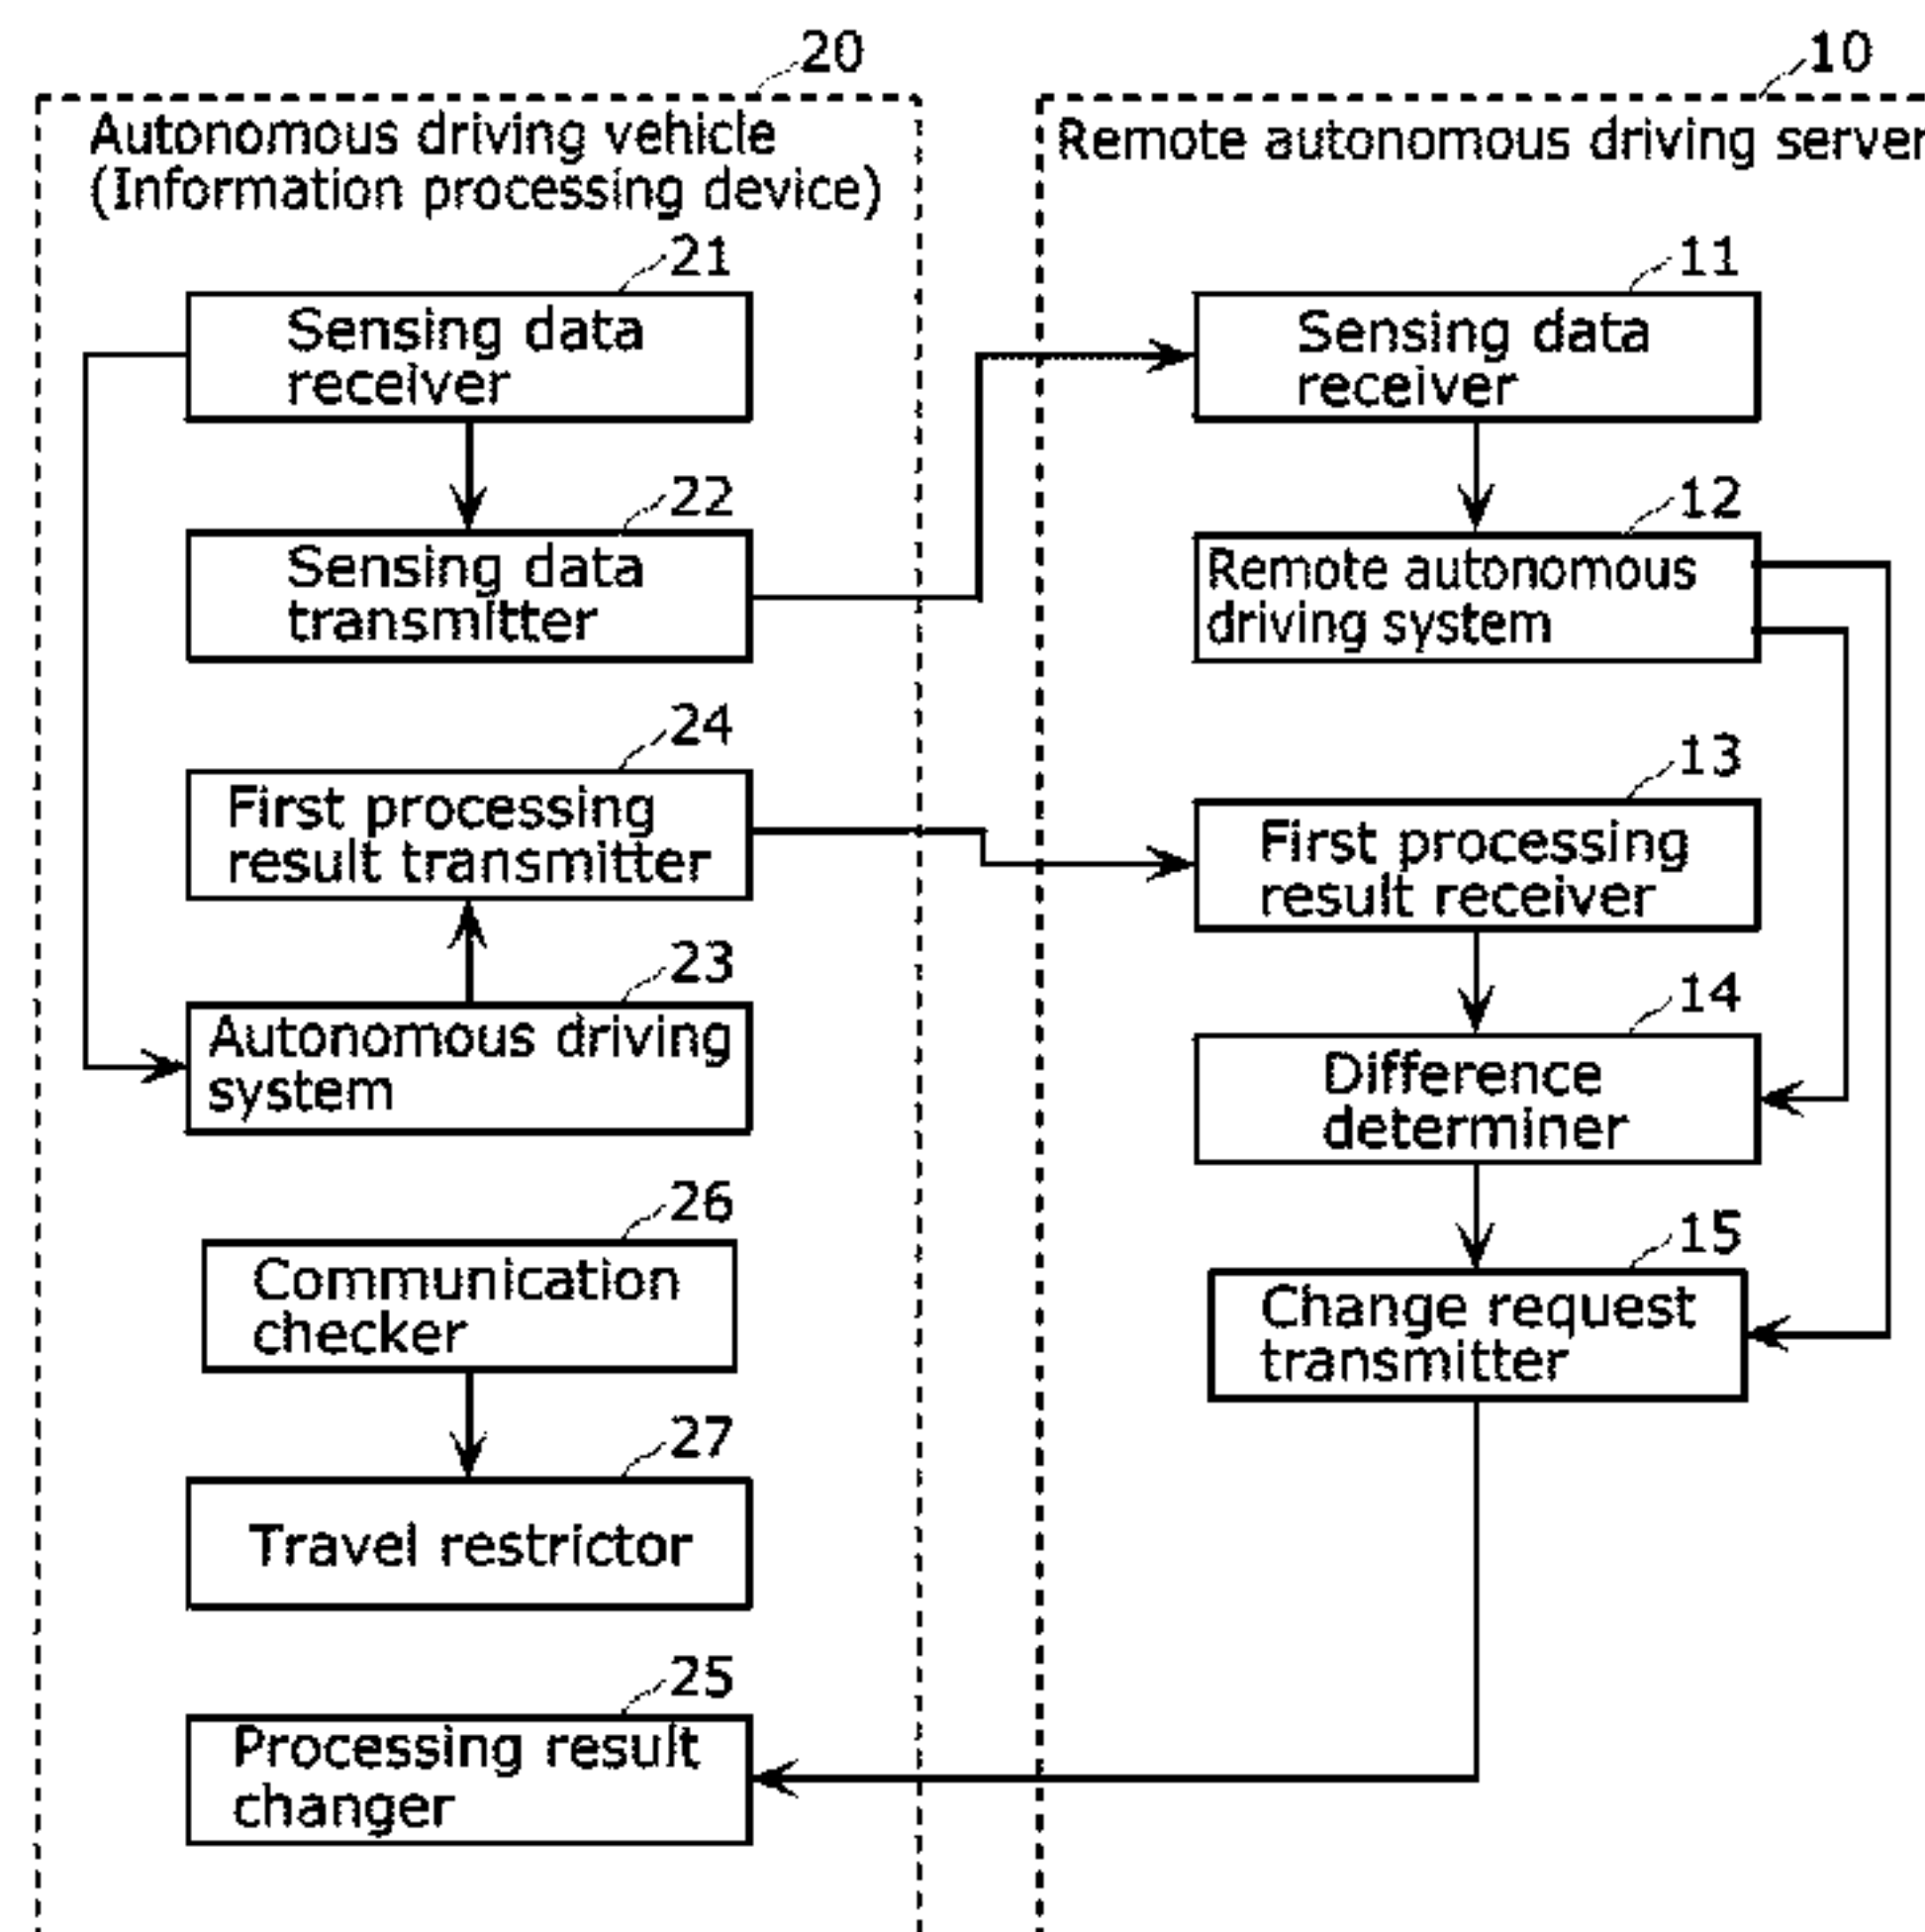 20
Autonomous driving vehicle
(Information processing device)
21
Sensing data
receiver
22
Sensing data
transmitter
24
First processing
result transmitter
23
Autonomous driving
system
26
Communication
checker
27
Travel restrictor
25
Processing result
changer
10
Remote autonomous driving server
11
Sensing data
receiver
12
Remote autonomous
driving system
13
First processing
result receiver
14
Difference
determiner
15
Change request
transmitter